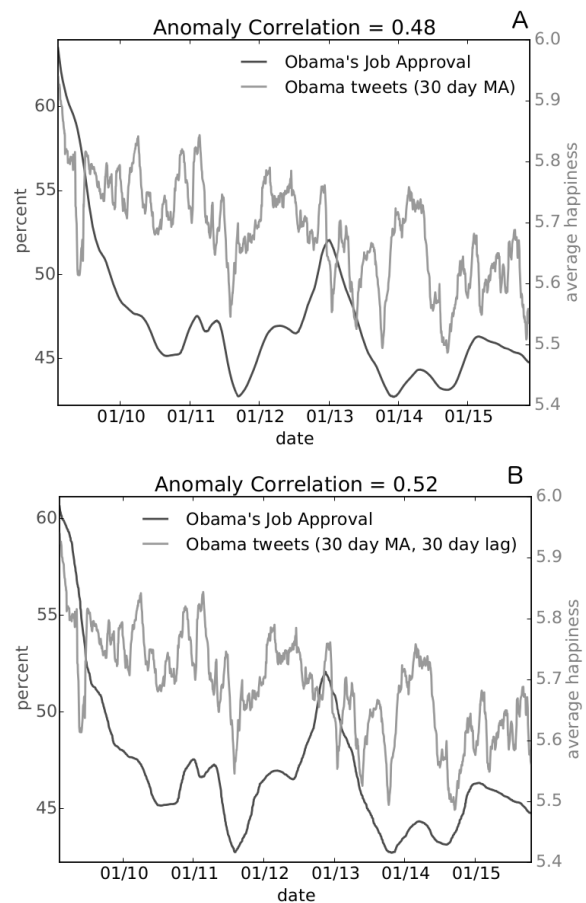 Anomaly Correlation = 0.48
A
Obama's Job Approval
Obama tweets (30 day MA)
60
55
50
45
percent
6.0
5.9
5.8
5.7
5.6
5.5
5.4
average happiness
01/10 01/11 01/12 01/13 01/14 01/15
date
Anomaly Correlation = 0.52
B
Obama's Job Approval
Obama tweets (30 day MA, 30 day lag)
60
55
50
45
percent
6.0
5.9
5.8
5.7
5.6
5.5
5.4
average happiness
01/10 01/11 01/12 01/13 01/14 01/15
date